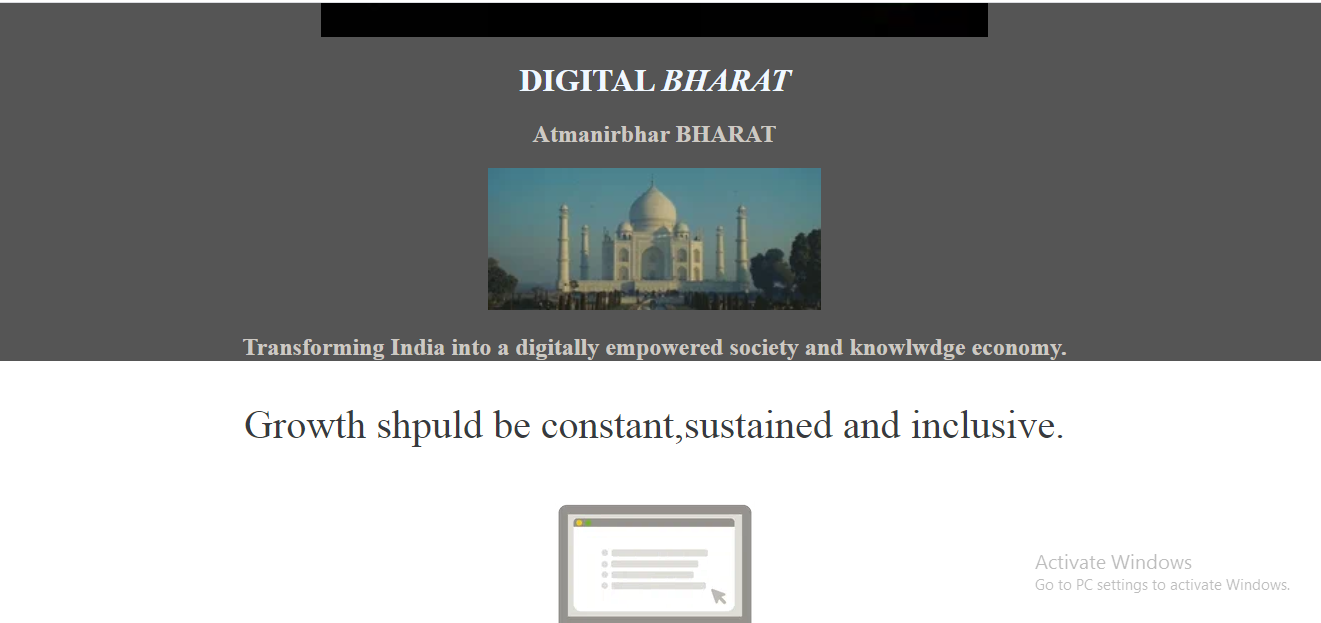 DIGITAL BHARAT
Atmanirbhar BHARAT
Transforming India into a digitally empowered society and knowlwdge economy.
Growth shpuld be constant,sustained and inclusive.
Activate Windows
Go to PC settings to activate Windows.